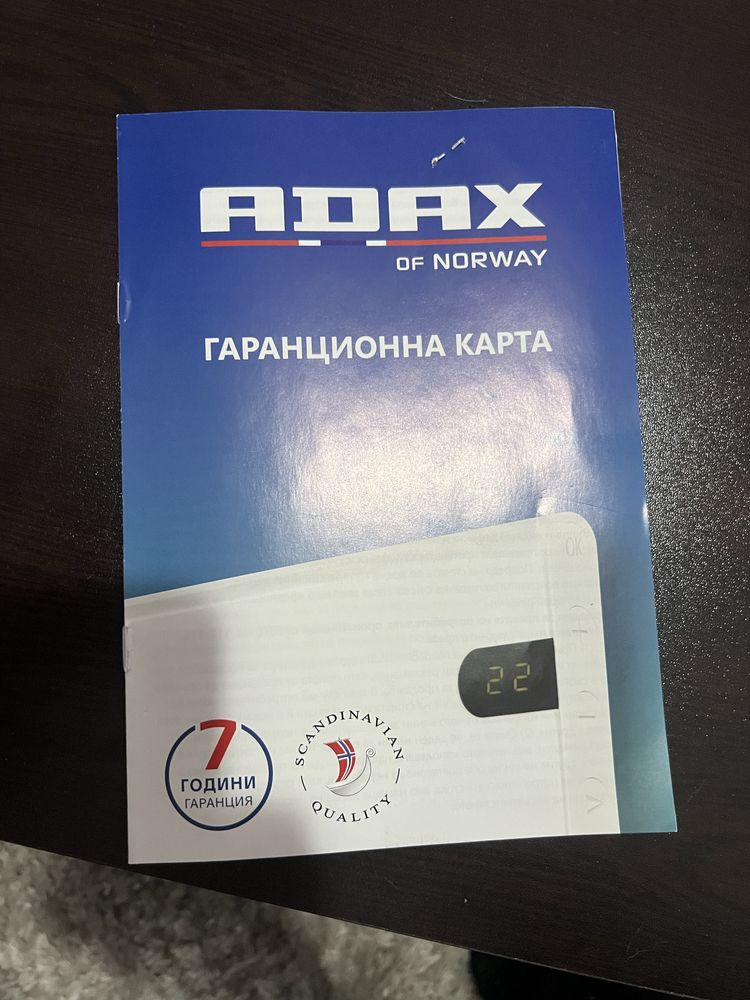 ADAX
OF NORWAY
ГАРАНЦИОННА КАРТА
OK
22
7
ГОДИНИ
ГАРАНЦИЯ
SCANDINAVIAN
QUALITY